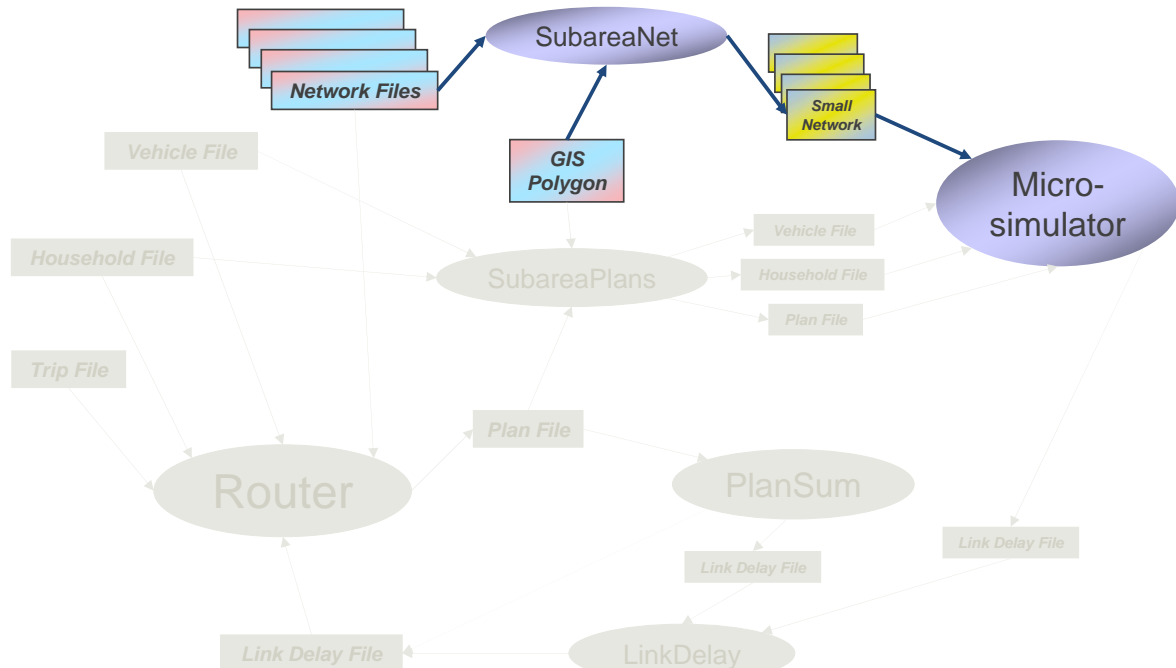 SubareaNet
Network Files
Small
Network
GIS
Polygon
Vehicle File
Micro-
simulator
Vehicle File
Household File
SubareaPlans
Household File
Plan File
Trip File
Plan File
Router
PlanSum
Link Delay File
Link Delay File
Link Delay File
LinkDelay